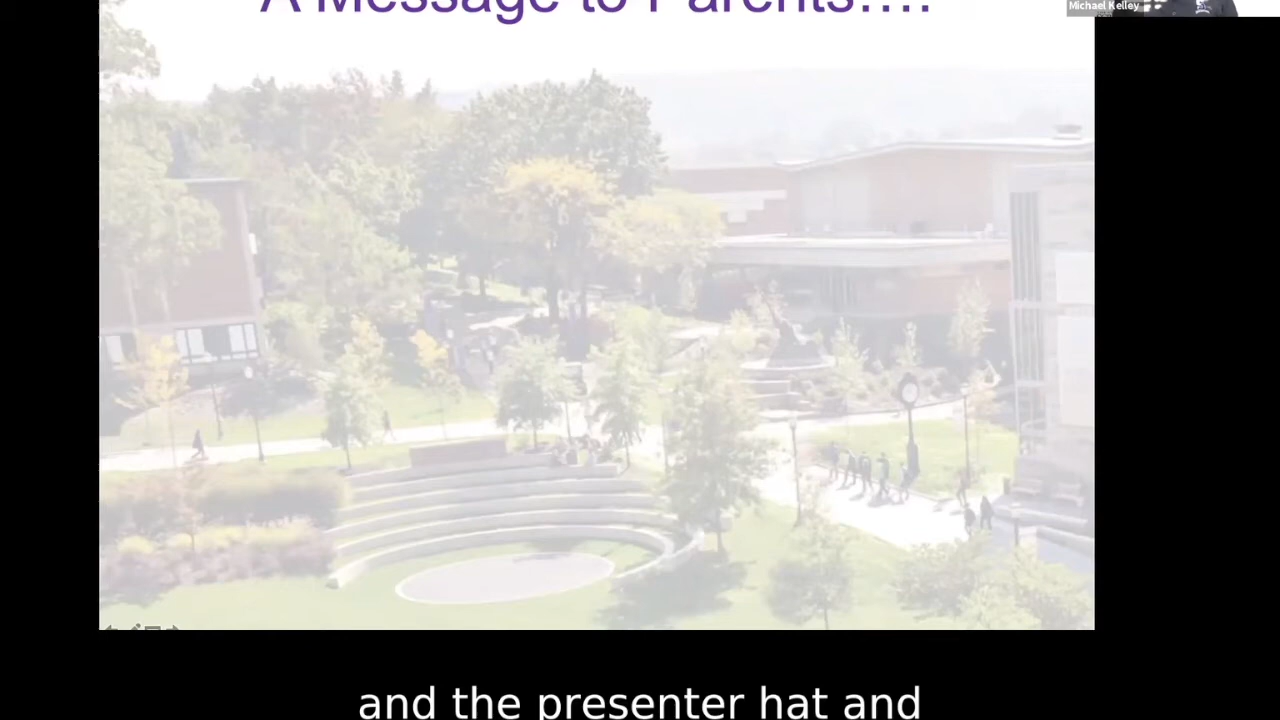 A Message to Parents....
Michael Kelley
and the presenter hat and